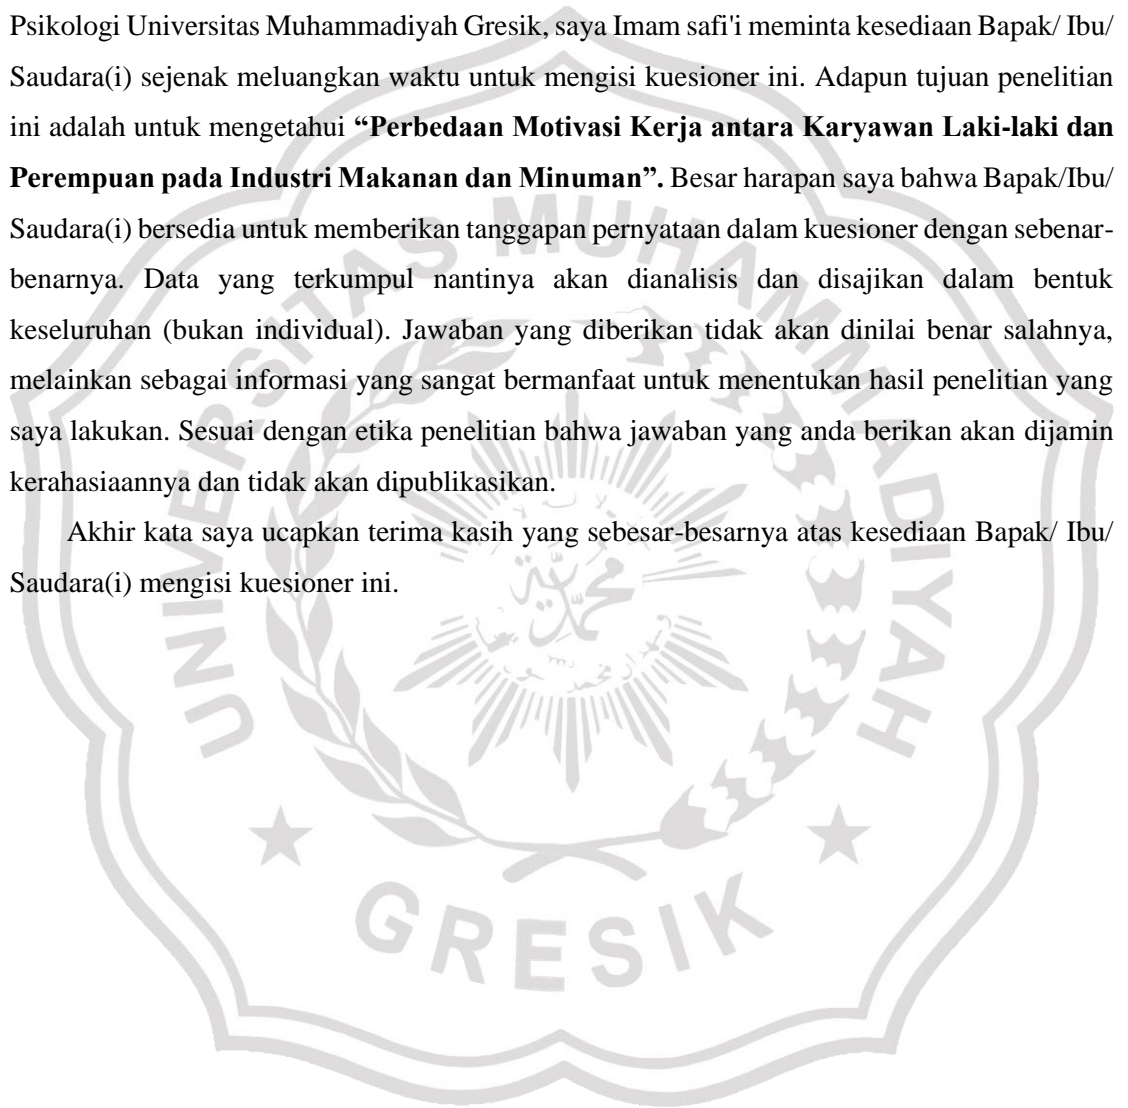 Psikologi Universitas Muhammadiyah Gresik, saya Imam safi'i meminta kesediaan Bapak/ Ibu/
Saudara(i) sejenak meluangkan waktu untuk mengisi kuesioner ini. Adapun tujuan penelitian
ini adalah untuk mengetahui “Perbedaan Motivasi Kerja antara Karyawan Laki-laki dan
Perempuan pada Industri Makanan dan Minuman”. Besar harapan saya bahwa Bapak/Ibu/
Saudara(i) bersedia untuk memberikan tanggapan pernyataan dalam kuesioner dengan sebenar-
benarnya. Data yang terkumpul nantinya akan dianalisis dan disajikan dalam bentuk
keseluruhan (bukan individual). Jawaban yang diberikan tidak akan dinilai benar salahnya,
melainkan sebagai informasi yang sangat bermanfaat untuk menentukan hasil penelitian yang
saya lakukan. Sesuai dengan etika penelitian bahwa jawaban yang anda berikan akan dijamin
kerahasiaannya dan tidak akan dipublikasikan.
Akhir kata saya ucapkan terima kasih yang sebesar-besarnya atas kesediaan Bapak/ Ibu/
Saudara(i) mengisi kuesioner ini.
UNIVERSITAS MUHAMMADIYAH
محمد
GRESIK